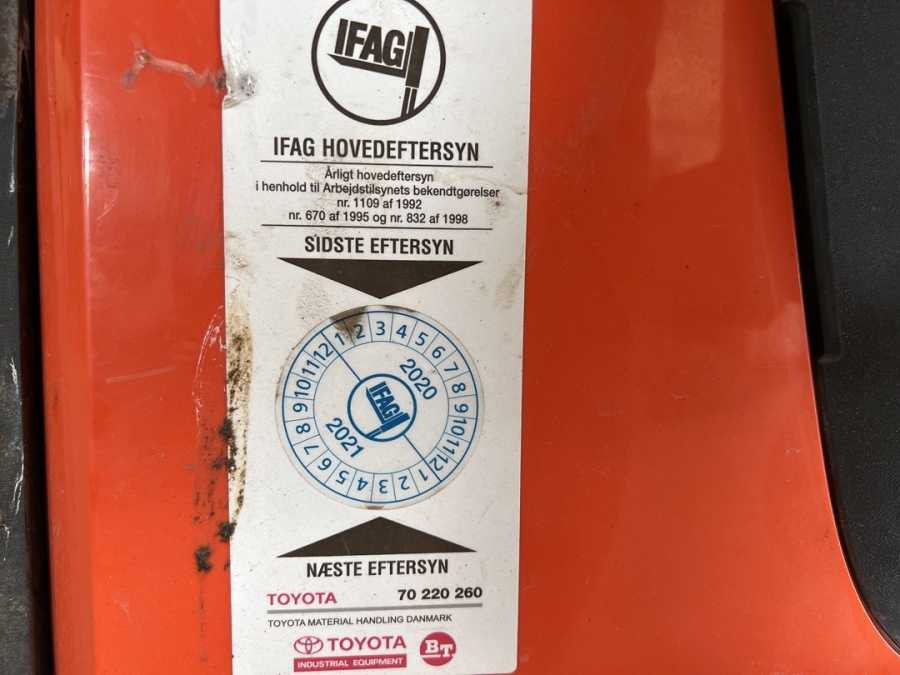 IFAG
IFAG HOVEDEFTERSYN
Årligt hovedeftersyn
i henhold til Arbejdstilsynets bekendtgørelser
nr. 1109 af 1992
nr. 670 af 1995 og nr. 832 af 1998
SIDSTE EFTERSYN
1 2 3 4 5 6 7 8 9 10 11 12
2020
IFAG
2021
1 2 3 4 5 6 7 8 9 10 11 12
NÆSTE EFTERSYN
TOYOTA 70 220 260
TOYOTA MATERIAL HANDLING DANMARK
TOYOTA BT
INDUSTRIAL EQUIPMENT